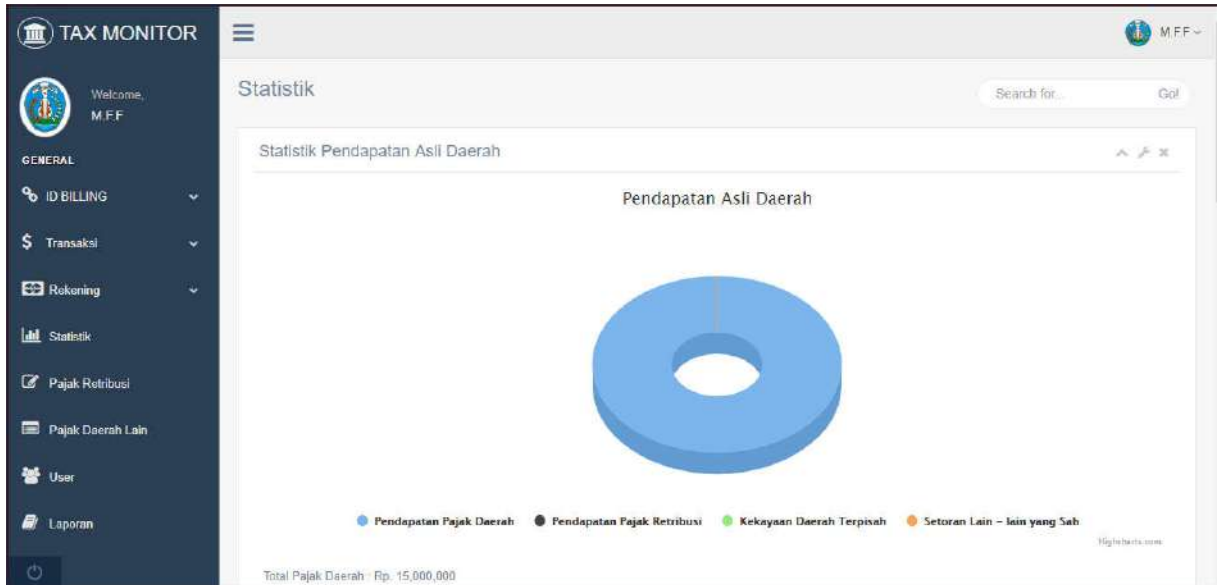 TAX MONITOR
M.F.F
Welcome,
M.F.F
Statistik
Search for...
Go!
GENERAL
ID BILLING
Transaksi
Rekening
Statistik
Pajak Retribusi
Pajak Daerah Lain
User
Laporan
Statistik Pendapatan Asli Daerah
Pendapatan Asli Daerah
Pendapatan Pajak Daerah
Pendapatan Pajak Retribusi
Kekayaan Daerah Terpisah
Setoran Lain - lain yang Sah
Highcharts.com
Total Pajak Daerah : Rp. 15,000,000